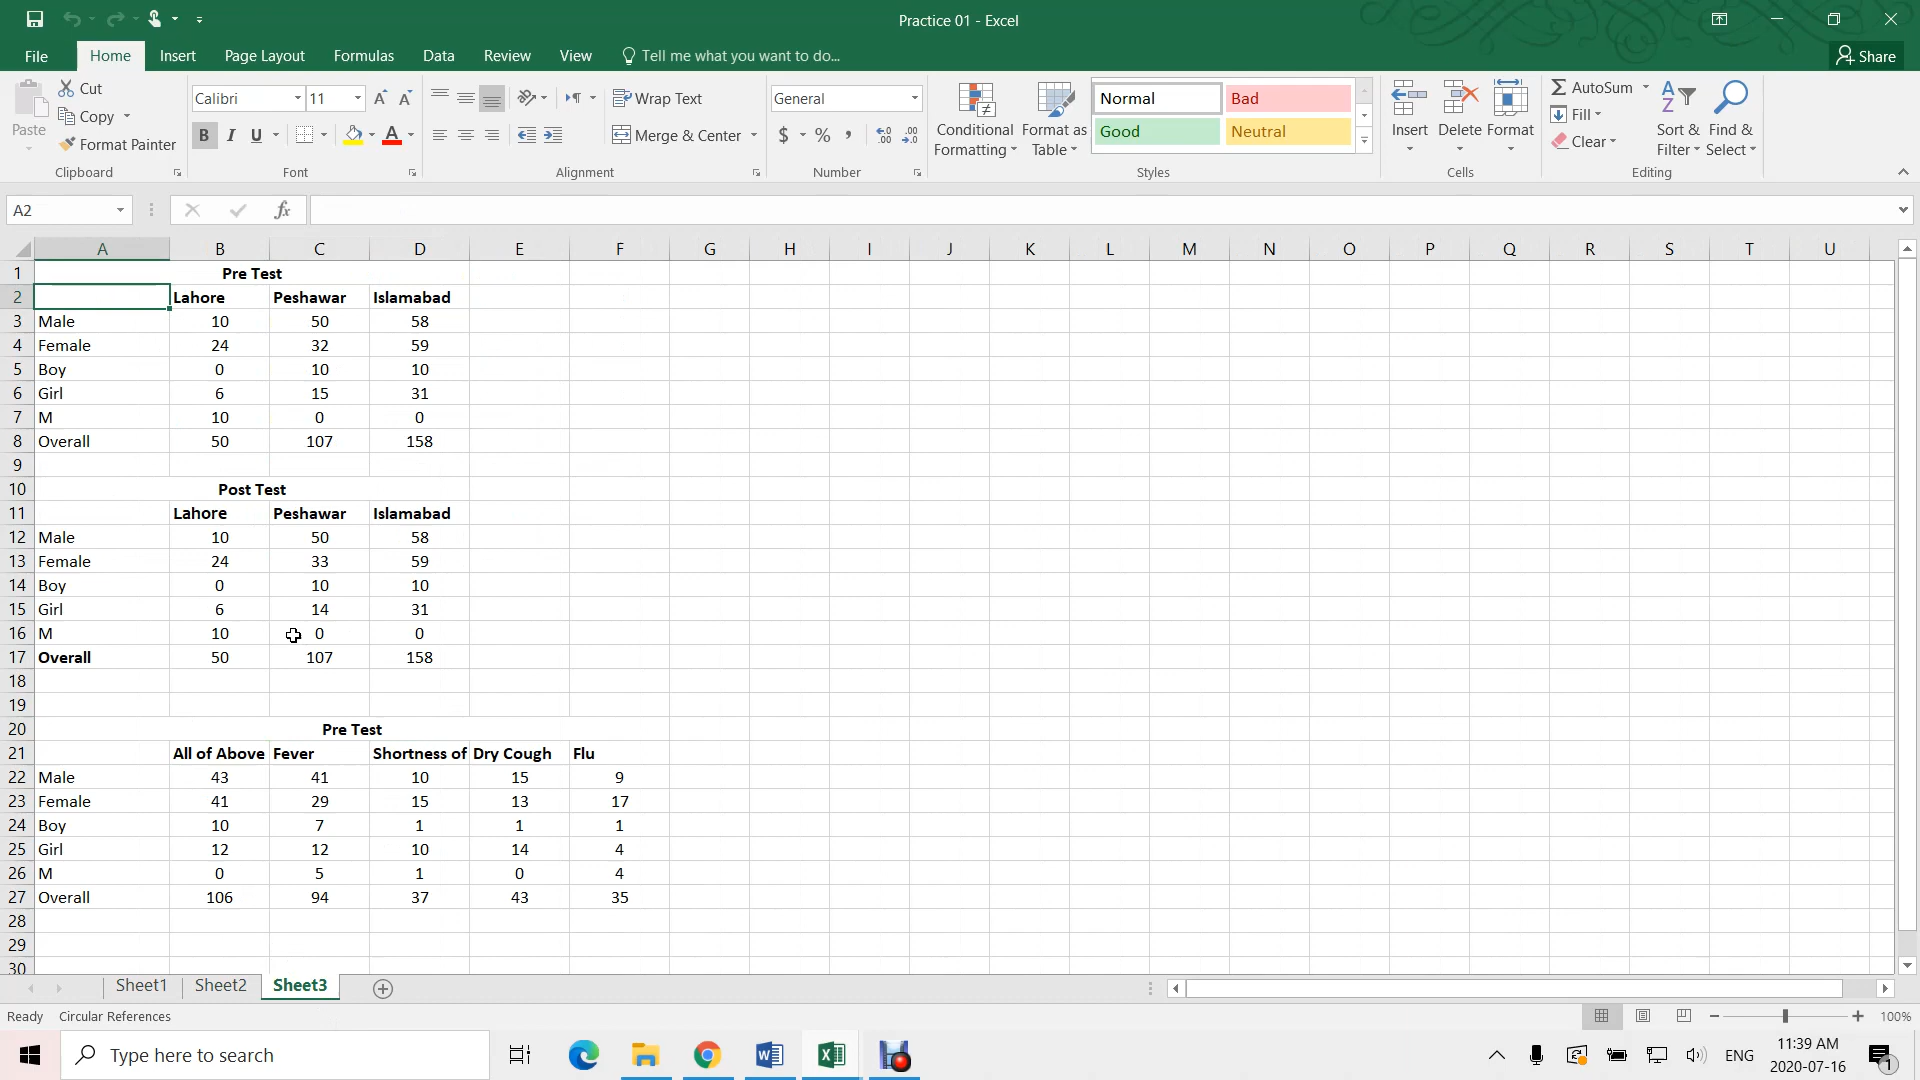 Practice 01 - Excel
File Home Insert Page Layout Formulas Data Review View Tell me what you want to do... Share
Paste Cut
Copy
Format Painter
Clipboard
Calibri 11
B I U
Font
Wrap Text
Merge & Center
Alignment
General
$ % ,
Number
Conditional Formatting
Format as Table
Normal Bad
Good Neutral
Styles
Insert Delete Format
Cells
AutoSum
Fill
Clear
Sort & Filter
Find & Select
Editing
A2 fx
A B C D E F G H I J K L M N O P Q R S T U
1 Pre Test
2 Lahore Peshawar Islamabad
3 Male 10 50 58
4 Female 24 32 59
5 Boy 0 10 10
6 Girl 6 15 31
7 M 10 0 0
8 Overall 50 107 158
9
10 Post Test
11 Lahore Peshawar Islamabad
12 Male 10 50 58
13 Female 24 33 59
14 Boy 0 10 10
15 Girl 6 14 31
16 M 10 0 0
17 Overall 50 107 158
18
19
20 Pre Test
21 All of Above Fever Shortness of Dry Cough Flu
22 Male 43 41 10 15 9
23 Female 41 29 15 13 17
24 Boy 10 7 1 1 1
25 Girl 12 12 10 14 4
26 M 0 5 1 0 4
27 Overall 106 94 37 43 35
28
29
30
Sheet1 Sheet2 Sheet3
Ready Circular References 100%
Type here to search
ENG
11:39 AM
2020-07-16
1